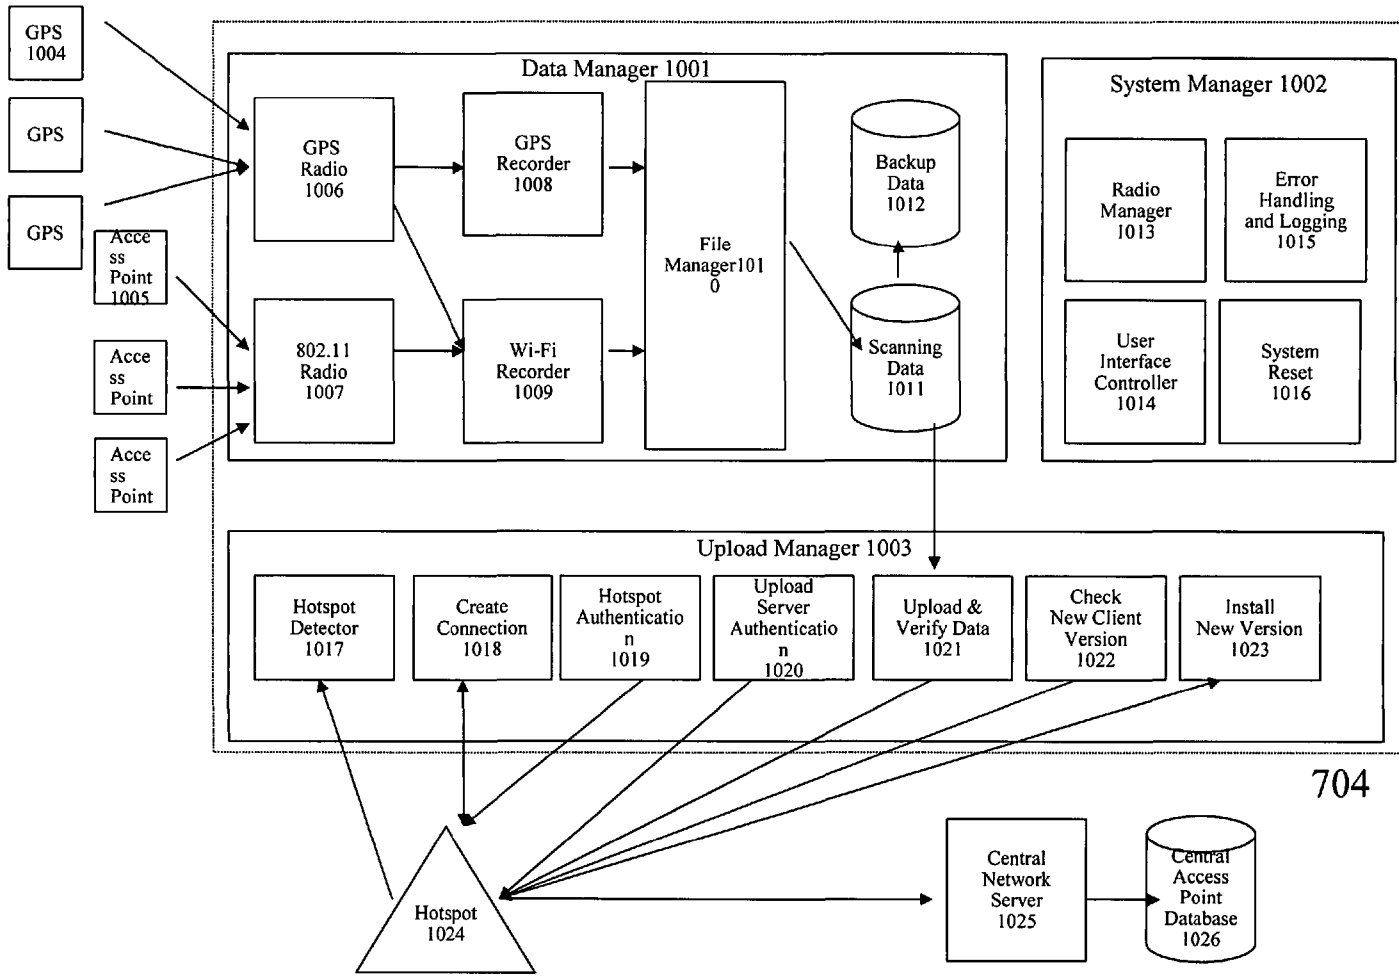 GPS
1004
GPS
GPS
Acce
ss
Point
1005
Acce
ss
Point
Acce
ss
Point
Data Manager 1001
GPS
Radio
1006
GPS
Recorder
1008
802.11
Radio
1007
Wi-Fi
Recorder
1009
File
Manager101
0
Backup
Data
1012
Scanning
Data
1011
System Manager 1002
Radio
Manager
1013
Error
Handling
and Logging
1015
User
Interface
Controller
1014
System
Reset
1016
Upload Manager 1003
Hotspot
Detector
1017
Create
Connection
1018
Hotspot
Authenticatio
n
1019
Upload
Server
Authenticatio
n
1020
Upload &
Verify Data
1021
Check
New Client
Version
1022
Install
New Version
1023
704
Hotspot
1024
Central
Network
Server
1025
Central
Access
Point
Database
1026